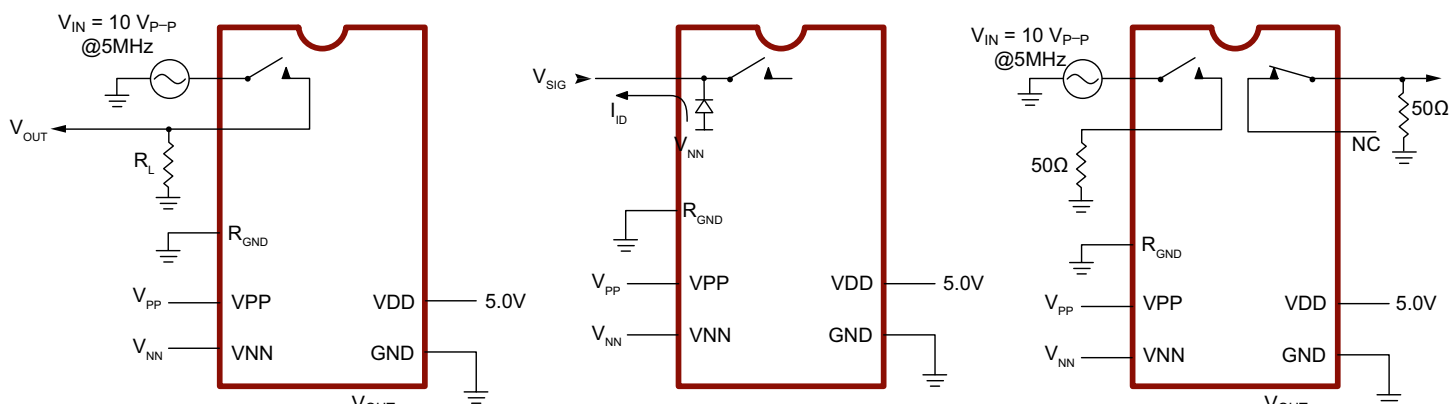 V_IN = 10 V_P–P
@5MHz
V_OUT
R_L
R_GND
V_PP
VPP
VDD
5.0V
V_NN
VNN
GND
V_OUT
V_SIG
I_ID
V_NN
R_GND
V_PP
VPP
VDD
5.0V
V_NN
VNN
GND
V_IN = 10 V_P–P
@5MHz
50Ω
NC
50Ω
R_GND
V_PP
VPP
VDD
5.0V
V_NN
VNN
GND
V_OUT